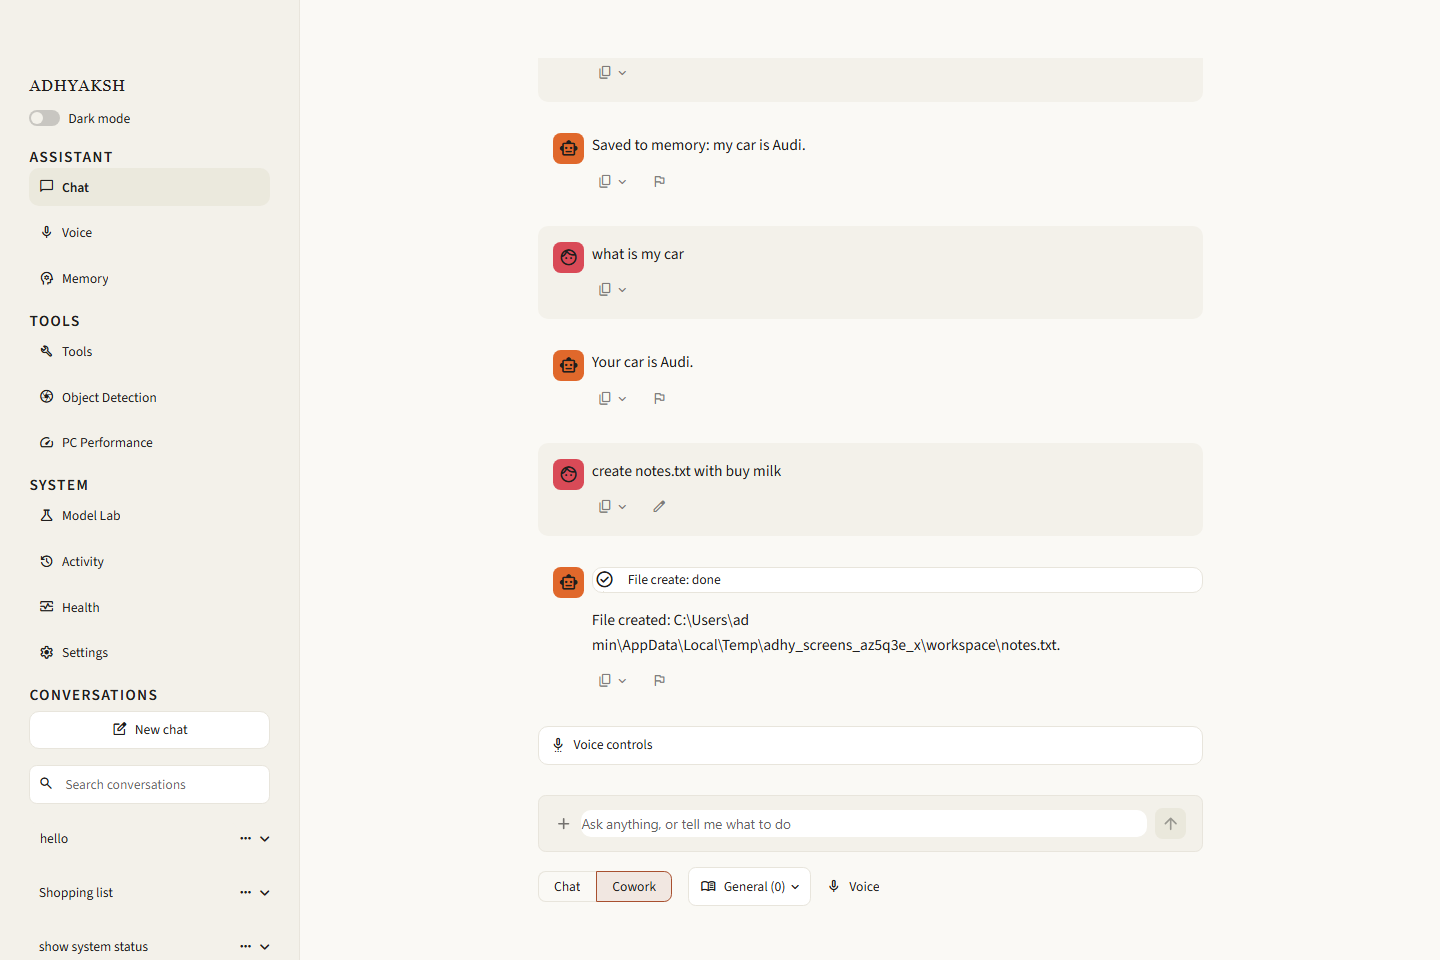 ADHYAKSH
Dark mode
ASSISTANT
Chat
Voice
Memory
TOOLS
Tools
Object Detection
PC Performance
SYSTEM
Model Lab
Activity
Health
Settings
CONVERSATIONS
New chat
Search conversations
hello
Shopping list
show system status
Saved to memory: my car is Audi.
what is my car
Your car is Audi.
create notes.txt with buy milk
File create: done
File created: C:\Users\ad
min\AppData\Local\Temp\adhy_screens_az5q3e_x\workspace\notes.txt.
Voice controls
Ask anything, or tell me what to do
Chat Cowork General (0) Voice